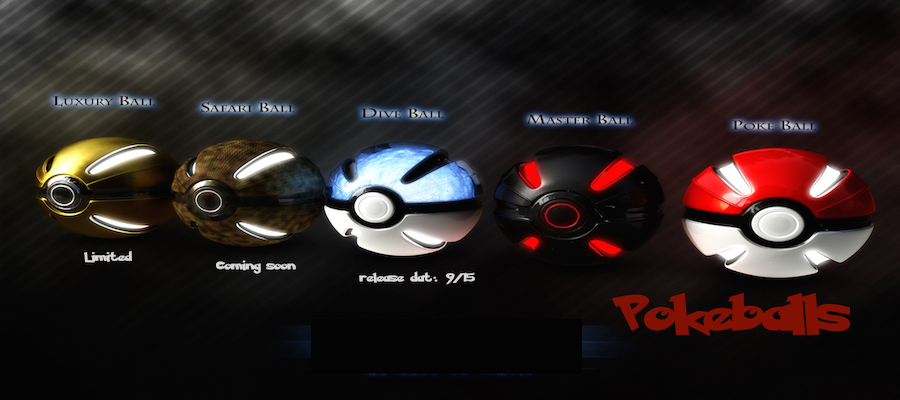 Luxury Ball
Safari Ball
Dive Ball
Master Ball
Poke Ball
Limited
Coming soon
release dat: 9/15
Pokeballs